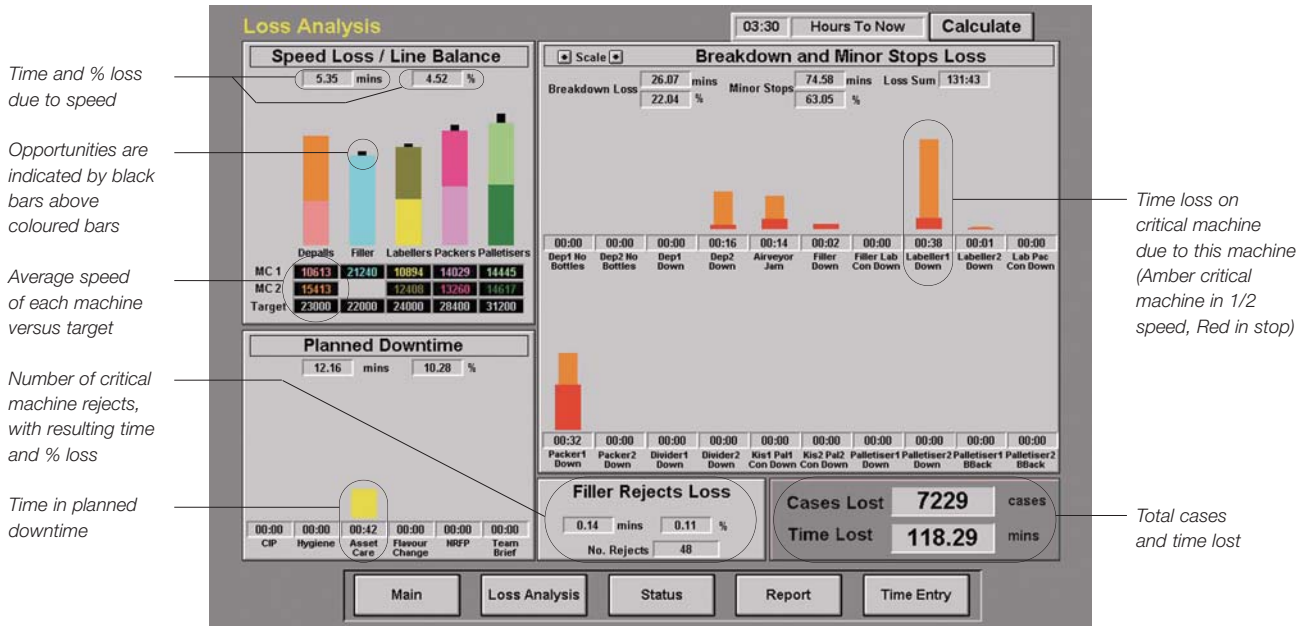 Loss Analysis
03:30 Hours To Now Calculate
Speed Loss / Line Balance
5.35 mins 4.52 %
Depalls Filler Labellers Packers Palletisers
MC 1 10613 21240 10894 14029 14445
MC 2 15413 12408 13260 14617
Target 23000 22000 24000 28400 31200
Planned Downtime
12.16 mins 10.28 %
00:00 00:00 00:42 00:00 00:00 00:00
CIP Hygiene Asset Care Flavour Change NRFP Team Brief
Scale Breakdown and Minor Stops Loss
Breakdown Loss 26.07 mins Minor Stops 74.58 mins Loss Sum 131:43
22.04 % 63.05 %
00:00 00:00 00:00 00:16 00:14 00:02 00:00 00:38 00:01 00:00
Dep1 No Bottles Dep2 No Bottles Dep1 Down Dep2 Down Airveyor Jam Filler Down Filler Lab Con Down Labeller1 Down Labeller2 Down Lab Pac Con Down
00:32 00:00 00:00 00:00 00:00 00:00 00:00 00:00 00:00 00:00
Packer1 Down Packer2 Down Divider1 Down Divider2 Down Kis1 Pal1 Con Down Kis2 Pal2 Con Down Palletiser1 Down Palletiser2 Down Palletiser1 BBack Palletiser2 BBack
Filler Rejects Loss
0.14 mins 0.11 %
No. Rejects 48
Cases Lost 7229 cases
Time Lost 118.29 mins
Main Loss Analysis Status Report Time Entry
Time and % loss
due to speed
Opportunities are
indicated by black
bars above
coloured bars
Average speed
of each machine
versus target
Number of critical
machine rejects,
with resulting time
and % loss
Time in planned
downtime
Time loss on
critical machine
due to this machine
(Amber critical
machine in 1/2
speed, Red in stop)
Total cases
and time lost